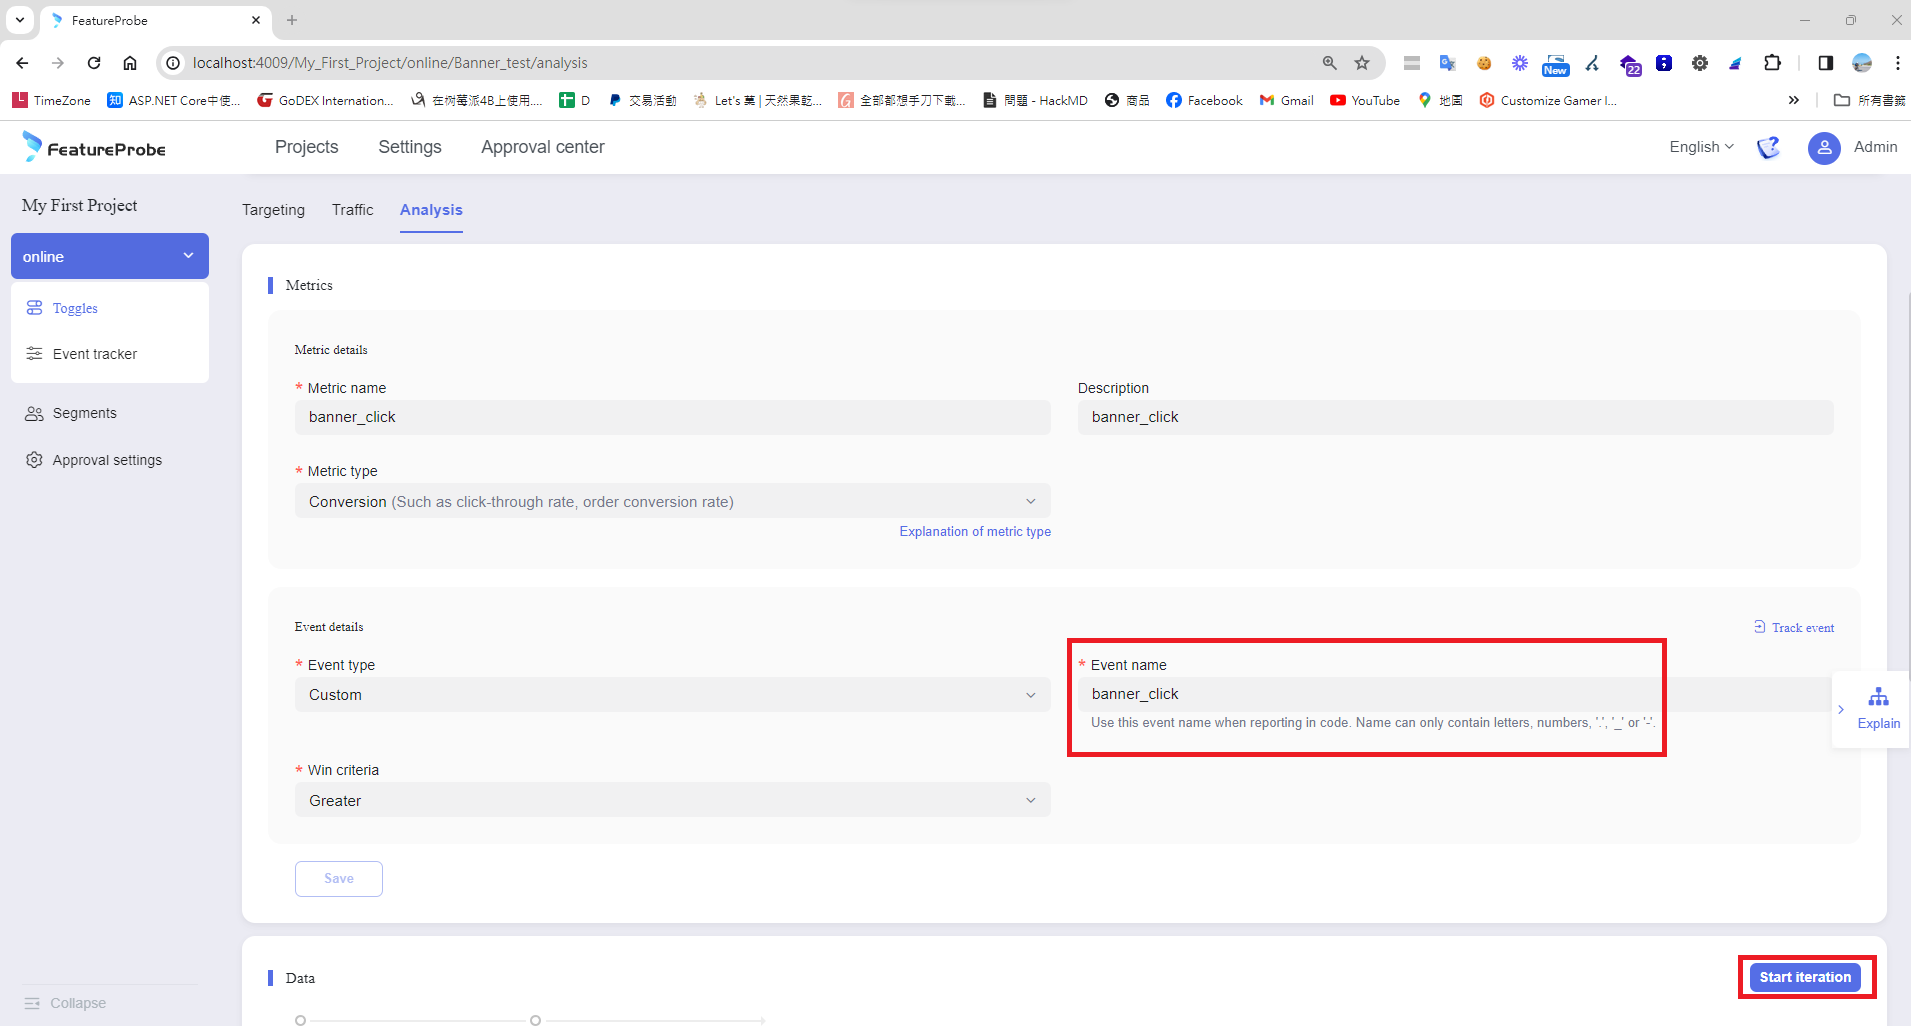 FeatureProbe
localhost:4009/My_First_Project/online/Banner_test/analysis
New
22
TimeZone
知 ASP.NET Core中使...
GoDEX Internation...
在树莓派4B上使用....
D
交易活動
Let's 菓 | 天然果乾...
全部都想手刀下載...
問題 - HackMD
商品
Facebook
Gmail
YouTube
地圖
Customize Gamer I...
所有書籤
FeatureProbe
Projects
Settings
Approval center
English
Admin
My First Project
online
Toggles
Event tracker
Segments
Approval settings
Collapse
Targeting
Traffic
Analysis
Metrics
Metric details
* Metric name
banner_click
Description
banner_click
* Metric type
Conversion (Such as click-through rate, order conversion rate)
Explanation of metric type
Event details
Track event
* Event type
Custom
* Event name
banner_click
Use this event name when reporting in code. Name can only contain letters, numbers, '.', '_' or '-'.
Explain
* Win criteria
Greater
Save
Data
Start iteration